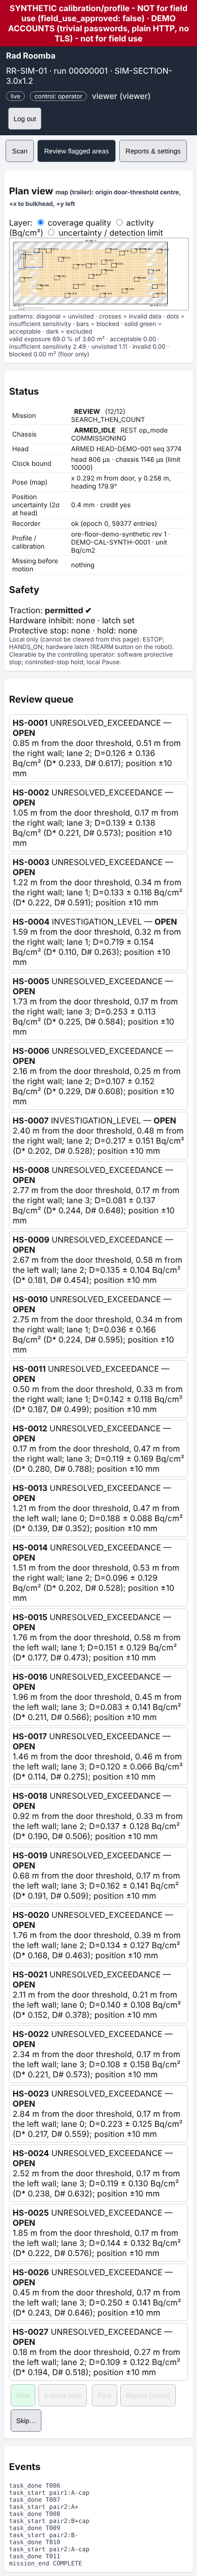 SYNTHETIC calibration/profile - NOT for field
use (field_use_approved: false) · DEMO
ACCOUNTS (trivial passwords, plain HTTP, no
TLS) - not for field use
Rad Roomba
RR-SIM-01 · run 00000001 · SIM-SECTION-
3.0x1.2
live control: operator viewer (viewer)
Log out
Scan Review flagged areas Reports & settings
Plan view map (trailer): origin door-threshold centre,
+x to bulkhead, +y left
Layer: coverage quality activity
(Bq/cm²) uncertainty / detection limit
patterns: diagonal = unvisited · crosses = invalid data · dots =
insufficient sensitivity · bars = blocked · solid green =
acceptable · dark = excluded
valid exposure 69.0 % of 3.60 m² · acceptable 0.00 ·
insufficient sensitivity 2.49 · unvisited 1.11 · invalid 0.00 ·
blocked 0.00 m² (floor only)
Status
Mission REVIEW (12/12)
SEARCH_THEN_COUNT
Chassis ARMED_IDLE REST op_mode
COMMISSIONING
Head ARMED HEAD-DEMO-001 seq 3774
Clock bound head 806 µs · chassis 1146 µs (limit
10000)
Pose (map) x 0.292 m from door, y 0.258 m,
heading 179.9°
Position
uncertainty (2σ
at head) 0.4 mm · credit yes
Recorder ok (epoch 0, 59377 entries)
Profile /
calibration ore-floor-demo-synthetic rev 1 ·
DEMO-CAL-SYNTH-0001 · unit
Bq/cm2
Missing before
motion nothing
Safety
Traction: permitted ✔
Hardware inhibit: none · latch set
Protective stop: none · hold: none
Local only (cannot be cleared from this page): ESTOP;
HANDS_ON; hardware latch (REARM button on the robot).
Clearable by the controlling operator: software protective
stop; controlled-stop hold; local Pause.
Review queue
HS-0001 UNRESOLVED_EXCEEDANCE —
OPEN
0.85 m from the door threshold, 0.51 m from
the right wall; lane 2; D=0.126 ± 0.136
Bq/cm² (D* 0.233, D# 0.617); position ±10
mm
HS-0002 UNRESOLVED_EXCEEDANCE —
OPEN
1.05 m from the door threshold, 0.17 m from
the right wall; lane 3; D=0.139 ± 0.138
Bq/cm² (D* 0.221, D# 0.573); position ±10
mm
HS-0003 UNRESOLVED_EXCEEDANCE —
OPEN
1.22 m from the door threshold, 0.34 m from
the right wall; lane 1; D=0.133 ± 0.116 Bq/cm²
(D* 0.222, D# 0.591); position ±10 mm
HS-0004 INVESTIGATION_LEVEL — OPEN
1.59 m from the door threshold, 0.32 m from
the right wall; lane 1; D=0.719 ± 0.154
Bq/cm² (D* 0.110, D# 0.263); position ±10
mm
HS-0005 UNRESOLVED_EXCEEDANCE —
OPEN
1.73 m from the door threshold, 0.17 m from
the right wall; lane 3; D=0.253 ± 0.113
Bq/cm² (D* 0.225, D# 0.584); position ±10
mm
HS-0006 UNRESOLVED_EXCEEDANCE —
OPEN
2.16 m from the door threshold, 0.25 m from
the right wall; lane 2; D=0.107 ± 0.152
Bq/cm² (D* 0.229, D# 0.608); position ±10
mm
HS-0007 INVESTIGATION_LEVEL — OPEN
2.40 m from the door threshold, 0.48 m from
the right wall; lane 2; D=0.217 ± 0.151 Bq/cm²
(D* 0.202, D# 0.528); position ±10 mm
HS-0008 UNRESOLVED_EXCEEDANCE —
OPEN
2.77 m from the door threshold, 0.17 m from
the right wall; lane 3; D=0.081 ± 0.137
Bq/cm² (D* 0.244, D# 0.648); position ±10
mm
HS-0009 UNRESOLVED_EXCEEDANCE —
OPEN
2.67 m from the door threshold, 0.58 m from
the left wall; lane 2; D=0.135 ± 0.104 Bq/cm²
(D* 0.181, D# 0.454); position ±10 mm
HS-0010 UNRESOLVED_EXCEEDANCE —
OPEN
2.75 m from the door threshold, 0.34 m from
the right wall; lane 1; D=0.036 ± 0.166
Bq/cm² (D* 0.224, D# 0.595); position ±10
mm
HS-0011 UNRESOLVED_EXCEEDANCE —
OPEN
0.50 m from the door threshold, 0.33 m from
the right wall; lane 1; D=0.142 ± 0.118 Bq/cm²
(D* 0.187, D# 0.499); position ±10 mm
HS-0012 UNRESOLVED_EXCEEDANCE —
OPEN
0.17 m from the door threshold, 0.47 m from
the right wall; lane 3; D=0.119 ± 0.169 Bq/cm²
(D* 0.280, D# 0.788); position ±10 mm
HS-0013 UNRESOLVED_EXCEEDANCE —
OPEN
1.21 m from the door threshold, 0.47 m from
the right wall; lane 0; D=0.188 ± 0.088 Bq/cm²
(D* 0.139, D# 0.352); position ±10 mm
HS-0014 UNRESOLVED_EXCEEDANCE —
OPEN
1.51 m from the door threshold, 0.53 m from
the right wall; lane 2; D=0.096 ± 0.129
Bq/cm² (D* 0.202, D# 0.528); position ±10
mm
HS-0015 UNRESOLVED_EXCEEDANCE —
OPEN
1.76 m from the door threshold, 0.58 m from
the left wall; lane 1; D=0.151 ± 0.129 Bq/cm²
(D* 0.177, D# 0.473); position ±10 mm
HS-0016 UNRESOLVED_EXCEEDANCE —
OPEN
1.96 m from the door threshold, 0.45 m from
the left wall; lane 3; D=0.083 ± 0.141 Bq/cm²
(D* 0.211, D# 0.566); position ±10 mm
HS-0017 UNRESOLVED_EXCEEDANCE —
OPEN
1.46 m from the door threshold, 0.46 m from
the left wall; lane 3; D=0.120 ± 0.066 Bq/cm²
(D* 0.114, D# 0.275); position ±10 mm
HS-0018 UNRESOLVED_EXCEEDANCE —
OPEN
0.92 m from the door threshold, 0.33 m from
the left wall; lane 2; D=0.137 ± 0.128 Bq/cm²
(D* 0.190, D# 0.506); position ±10 mm
HS-0019 UNRESOLVED_EXCEEDANCE —
OPEN
0.68 m from the door threshold, 0.17 m from
the left wall; lane 3; D=0.162 ± 0.141 Bq/cm²
(D* 0.191, D# 0.509); position ±10 mm
HS-0020 UNRESOLVED_EXCEEDANCE —
OPEN
1.76 m from the door threshold, 0.39 m from
the left wall; lane 2; D=0.134 ± 0.127 Bq/cm²
(D* 0.168, D# 0.463); position ±10 mm
HS-0021 UNRESOLVED_EXCEEDANCE —
OPEN
2.11 m from the door threshold, 0.21 m from
the left wall; lane 0; D=0.140 ± 0.108 Bq/cm²
(D* 0.152, D# 0.378); position ±10 mm
HS-0022 UNRESOLVED_EXCEEDANCE —
OPEN
2.34 m from the door threshold, 0.17 m from
the left wall; lane 3; D=0.108 ± 0.158 Bq/cm²
(D* 0.221, D# 0.573); position ±10 mm
HS-0023 UNRESOLVED_EXCEEDANCE —
OPEN
2.84 m from the door threshold, 0.17 m from
the left wall; lane 0; D=0.223 ± 0.125 Bq/cm²
(D* 0.217, D# 0.559); position ±10 mm
HS-0024 UNRESOLVED_EXCEEDANCE —
OPEN
2.52 m from the door threshold, 0.17 m from
the left wall; lane 3; D=0.119 ± 0.130 Bq/cm²
(D* 0.238, D# 0.632); position ±10 mm
HS-0025 UNRESOLVED_EXCEEDANCE —
OPEN
1.85 m from the door threshold, 0.17 m from
the left wall; lane 3; D=0.144 ± 0.132 Bq/cm²
(D* 0.222, D# 0.576); position ±10 mm
HS-0026 UNRESOLVED_EXCEEDANCE —
OPEN
0.45 m from the door threshold, 0.17 m from
the left wall; lane 3; D=0.250 ± 0.141 Bq/cm²
(D* 0.243, D# 0.646); position ±10 mm
HS-0027 UNRESOLVED_EXCEEDANCE —
OPEN
0.18 m from the door threshold, 0.27 m from
the left wall; lane 2; D=0.109 ± 0.122 Bq/cm²
(D* 0.194, D# 0.518); position ±10 mm
Repeat (count)
Skip...
Events
task_done T006
task_start pair1:A-cap
task_done T007
task_start pair2:A+
task_done T008
task_start pair2:B+cap
task_done T009
task_start pair2:B-
task_done T010
task_start pair2:A-cap
task_done T011
mission_end COMPLETE